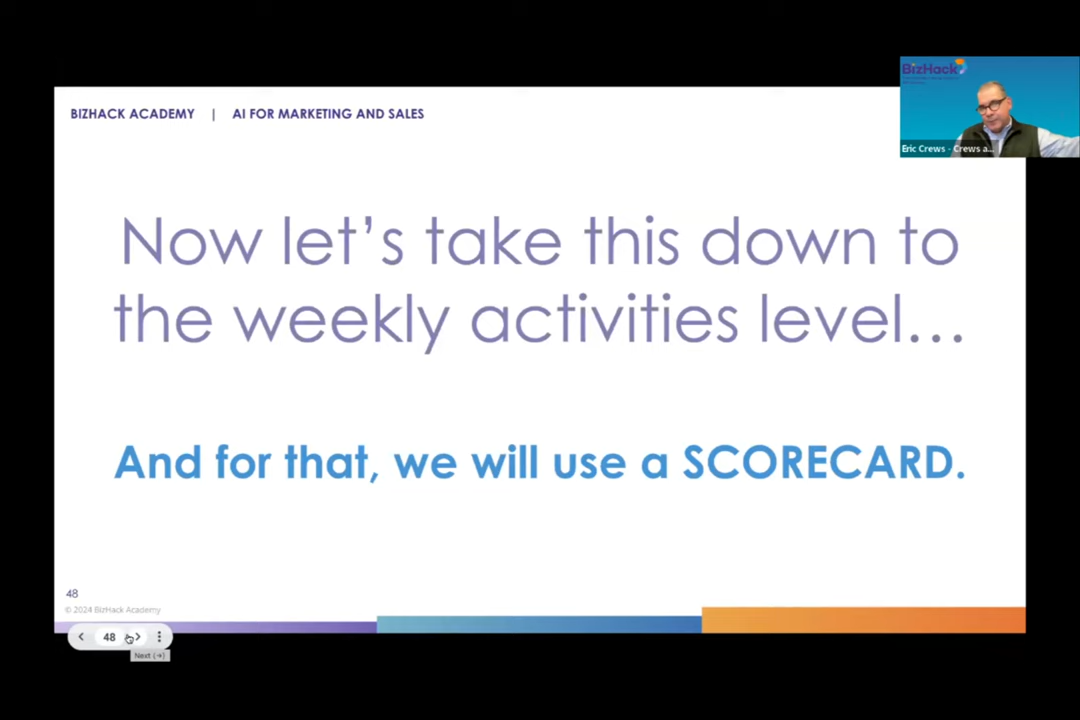 BIZHACK ACADEMY | AI FOR MARKETING AND SALES
BizHack
Eric Crews - Crews a...
Now let’s take this down to
the weekly activities level…
And for that, we will use a SCORECARD.
48
© 2024 BizHack Academy
48
Next (→)